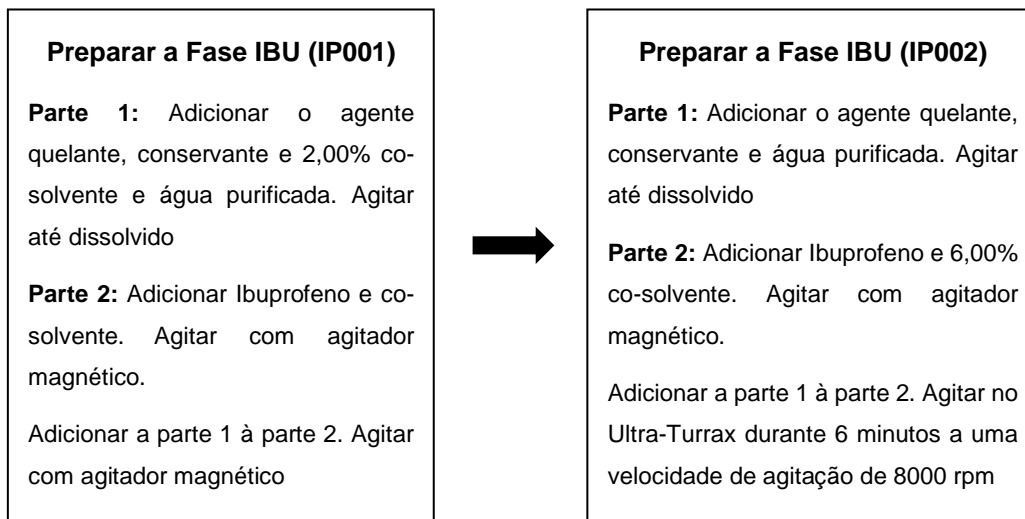 Preparar a Fase IBU (IP001)
Parte 1: Adicionar o agente
quelante, conservante e 2,00% co-
solvente e água purificada. Agitar
até dissolvido
Parte 2: Adicionar Ibuprofeno e co-
solvente. Agitar com agitador
magnético.
Adicionar a parte 1 à parte 2. Agitar
com agitador magnético
Preparar a Fase IBU (IP002)
Parte 1: Adicionar o agente quelante,
conservante e água purificada. Agitar
até dissolvido
Parte 2: Adicionar Ibuprofeno e 6,00%
co-solvente. Agitar com agitador
magnético.
Adicionar a parte 1 à parte 2. Agitar no
Ultra-Turrax durante 6 minutos a uma
velocidade de agitação de 8000 rpm